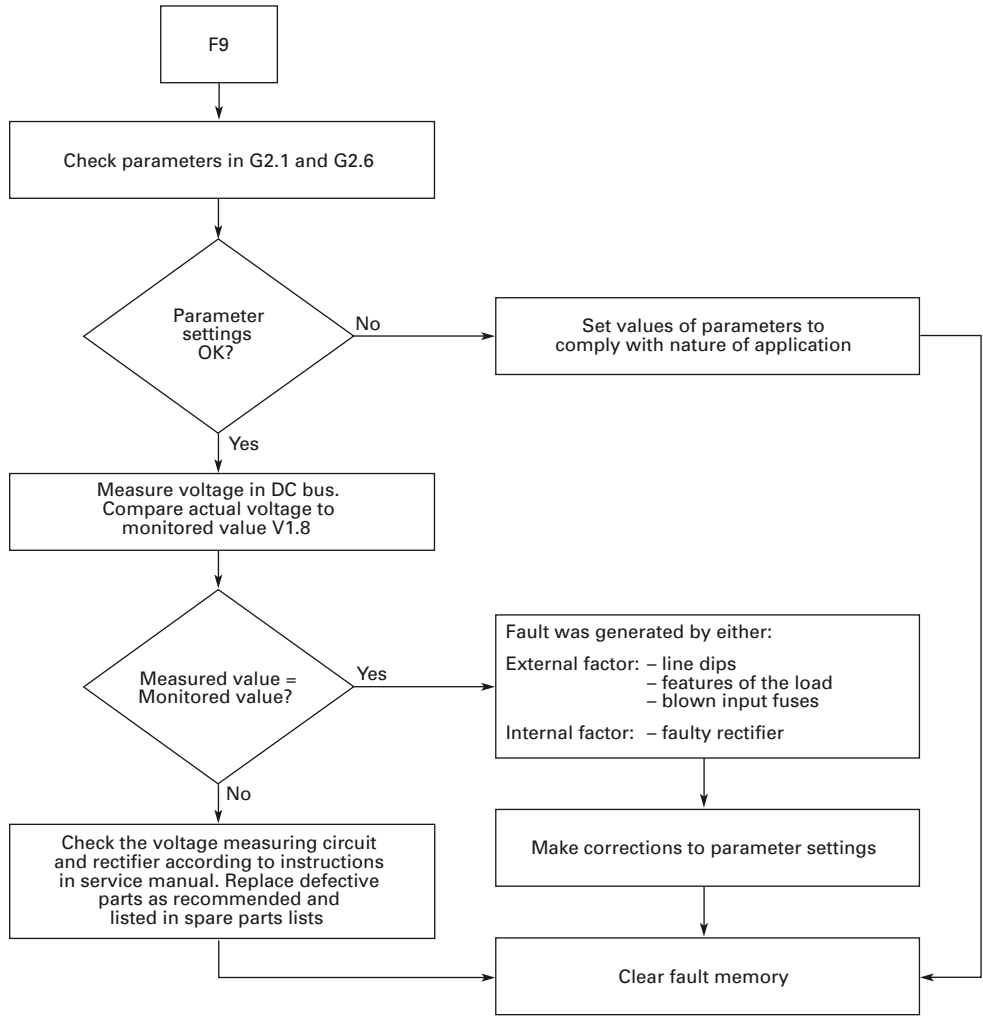 F9
Check parameters in G2.1 and G2.6
Parameter
settings
OK?
No
Set values of parameters to
comply with nature of application
Yes
Measure voltage in DC bus.
Compare actual voltage to
monitored value V1.8
Measured value =
Monitored value?
Yes
Fault was generated by either:
External factor: – line dips
– features of the load
– blown input fuses
Internal factor: – faulty rectifier
No
Check the voltage measuring circuit
and rectifier according to instructions
in service manual. Replace defective
parts as recommended and
listed in spare parts lists
Make corrections to parameter settings
Clear fault memory